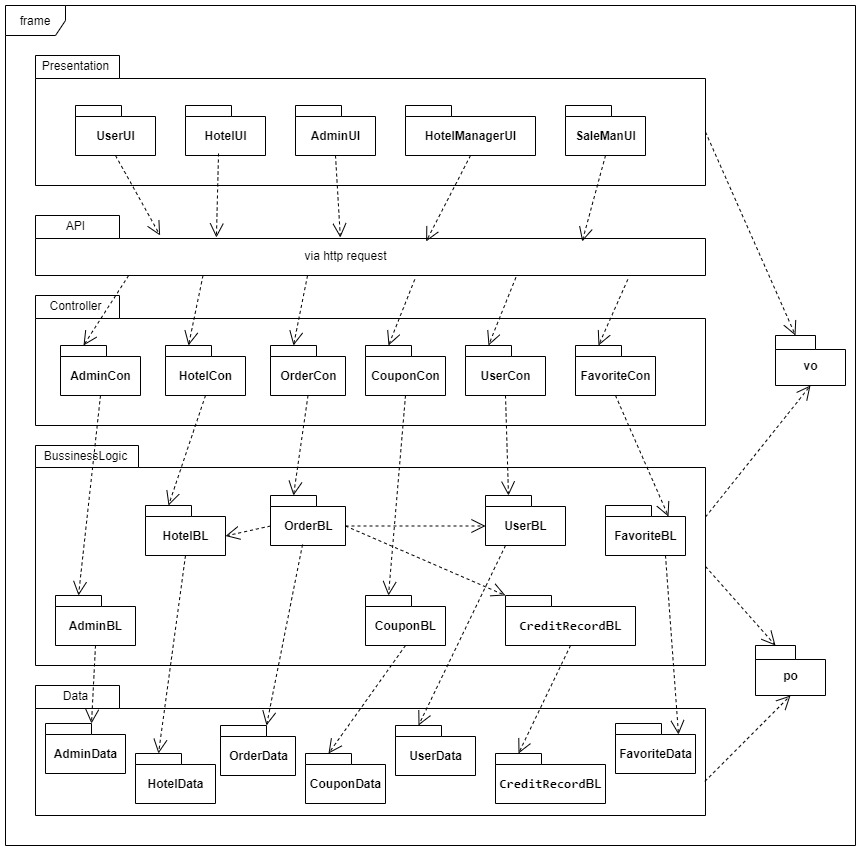 frame
Presentation
UserUI
HotelUI
AdminUI
HotelManagerUI
SaleManUI
API
via http request
Controller
AdminCon
HotelCon
OrderCon
CouponCon
UserCon
FavoriteCon
vo
BussinessLogic
HotelBL
OrderBL
UserBL
FavoriteBL
AdminBL
CouponBL
CreditRecordBL
po
Data
AdminData
HotelData
OrderData
CouponData
UserData
CreditRecordBL
FavoriteData